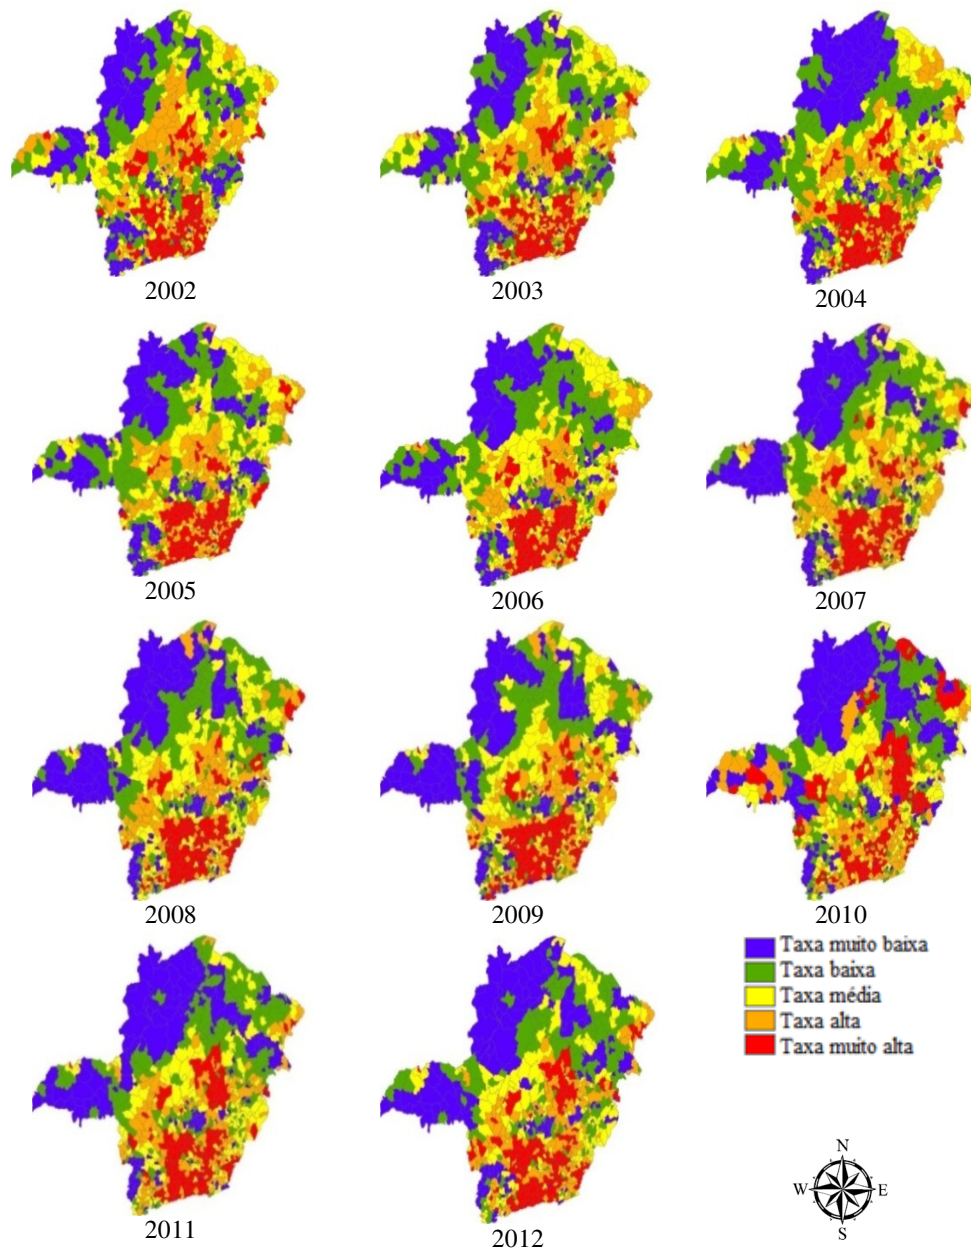 2002
2003
2004
2005
2006
2007
2008
2009
2010
Taxa muito baixa
Taxa baixa
Taxa média
Taxa alta
Taxa muito alta
2011
2012
N
W
E
S